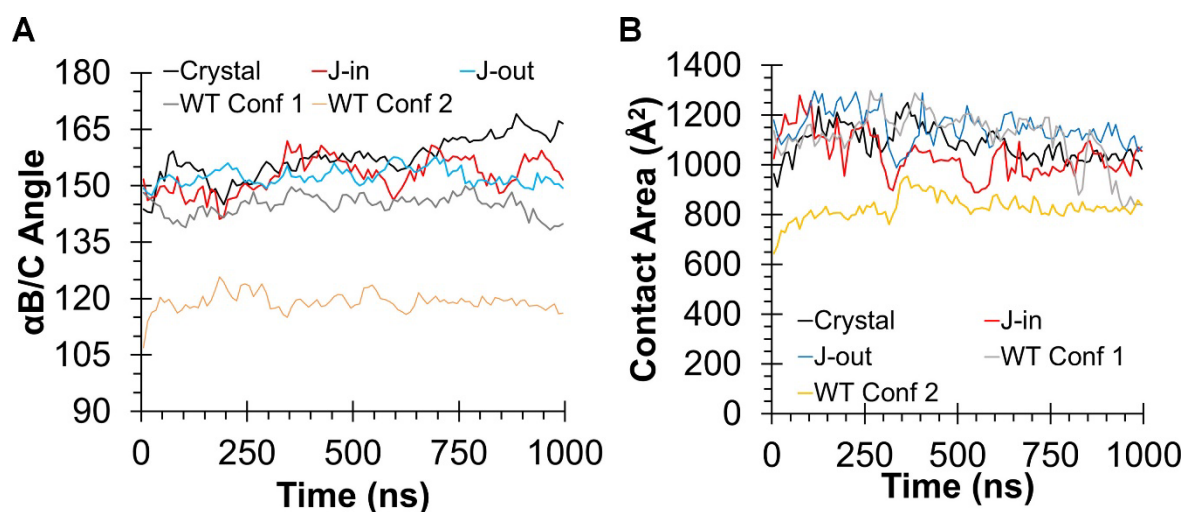 A
Crystal J-in J-out
WT Conf 1 WT Conf 2
180
165
150
135
120
105
90
αB/C Angle
0 250 500 750 1000
Time (ns)
B
1400
1200
1000
800
600
400
200
0
Contact Area (Å²)
Crystal J-in
J-out WT Conf 1
WT Conf 2
0 250 500 750 1000
Time (ns)